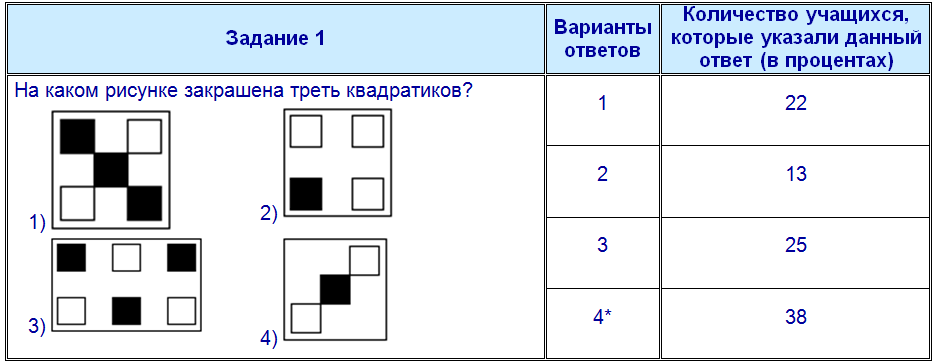 Задание 1
Варианты
ответов
Количество учащихся,
которые указали данный
ответ (в процентах)
На каком рисунке закрашена треть квадратиков?
1)
2)
3)
4)
1 22
2 13
3 25
4* 38